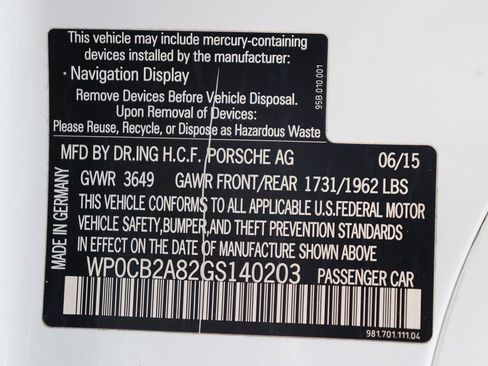 This vehicle may include mercury-containing
devices installed by the manufacturer:
· Navigation Display
Remove Devices Before Vehicle Disposal.
Upon Removal of Devices:
Please Reuse, Recycle, or Dispose as Hazardous Waste
95B.010.001
MFD BY DR.ING H.C.F. PORSCHE AG 06/15
GVWR 3649 GAWR FRONT/REAR 1731/1962 LBS
THIS VEHICLE CONFORMS TO ALL APPLICABLE U.S.FEDERAL MOTOR
VEHICLE SAFETY,BUMPER,AND THEFT PREVENTION STANDARDS
IN EFFECT ON THE DATE OF MANUFACTURE SHOWN ABOVE.
WP0CB2A82GS140203 PASSENGER CAR
MADE IN GERMANY
981.701.111.04